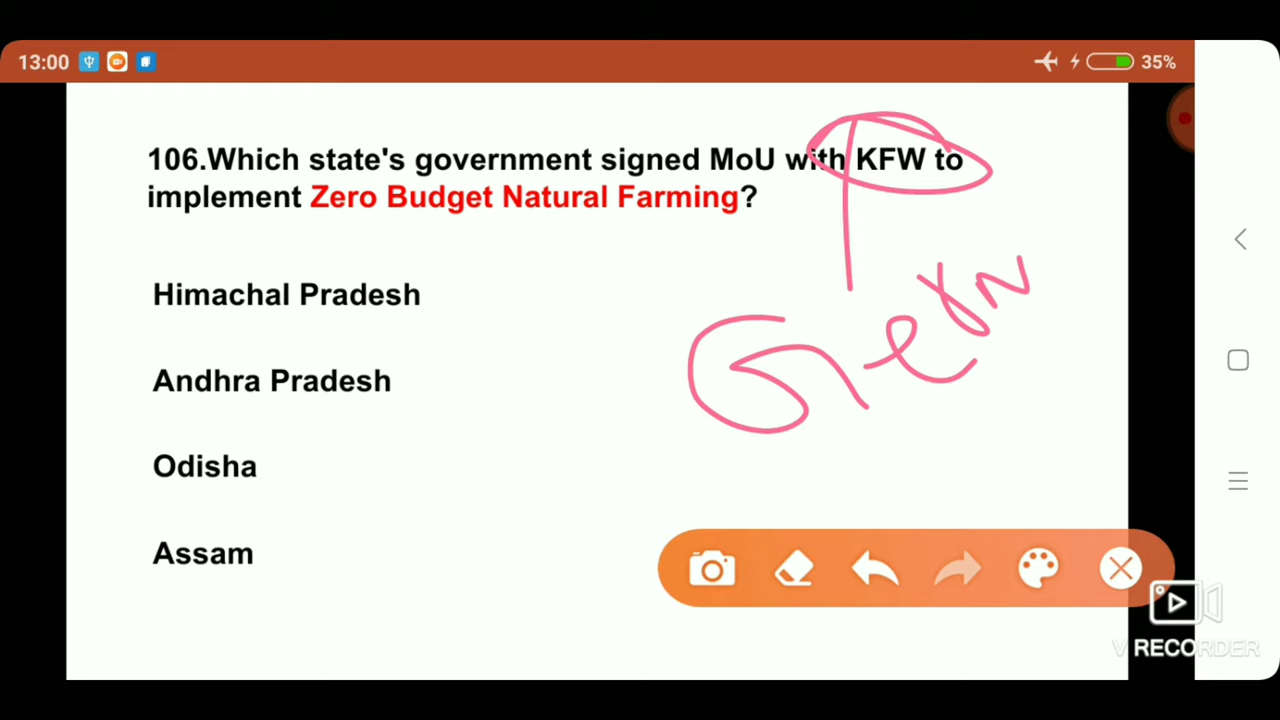 13:00
35%
106.Which state's government signed MoU with KFW to
implement Zero Budget Natural Farming?
Himachal Pradesh
Andhra Pradesh
Odisha
Assam
V RECORDER